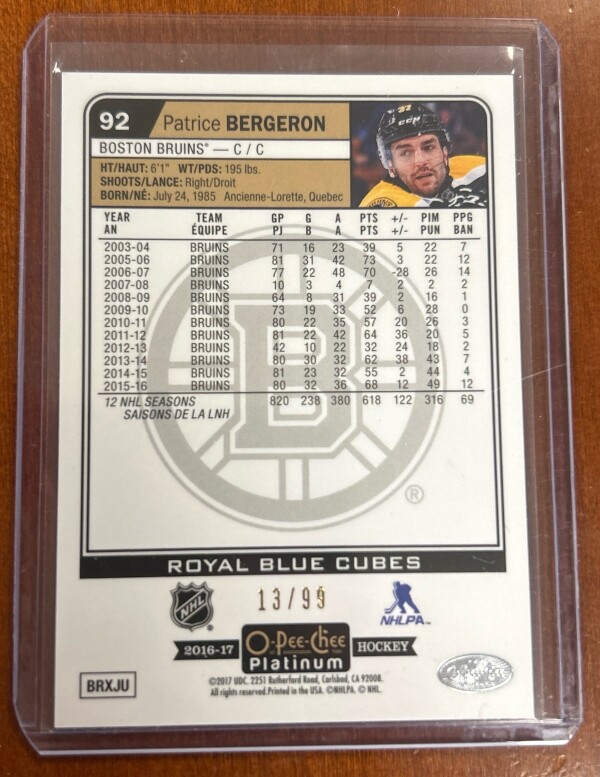 92 Patrice BERGERON
BOSTON BRUINS® — C / C
HT/HAUT: 6'1" WT/PDS: 195 lbs.
SHOOTS/LANCE: Right/Droit
BORN/NÉ: July 24, 1985 Ancienne-Lorette, Quebec
37
CCM
YEAR TEAM GP G A PTS +/- PIM PPG
AN ÉQUIPE PJ B A PTS +/- PUN BAN
2003-04 BRUINS 71 16 23 39 5 22 7
2005-06 BRUINS 81 31 42 73 3 22 12
2006-07 BRUINS 77 22 48 70 -28 26 14
2007-08 BRUINS 10 3 4 7 2 2 2
2008-09 BRUINS 64 8 31 39 2 16 1
2009-10 BRUINS 73 19 33 52 6 28 0
2010-11 BRUINS 80 22 35 57 20 26 3
2011-12 BRUINS 81 22 42 64 36 20 5
2012-13 BRUINS 42 10 22 32 24 18 2
2013-14 BRUINS 80 30 32 62 38 43 7
2014-15 BRUINS 81 23 32 55 2 44 4
2015-16 BRUINS 80 32 36 68 12 49 12
12 NHL SEASONS 820 238 380 618 122 316 69
SAISONS DE LA LNH
B
®
ROYAL BLUE CUBES
NHL ®
13/99
NHLPA™
2016-17 O-Pee-Chee HOCKEY
Platinum
BRXJU
©2017 UDC. 2251 Rutherford Road, Carlsbad, CA 92008.
All rights reserved. Printed in the USA. ©NHLPA. © NHL.